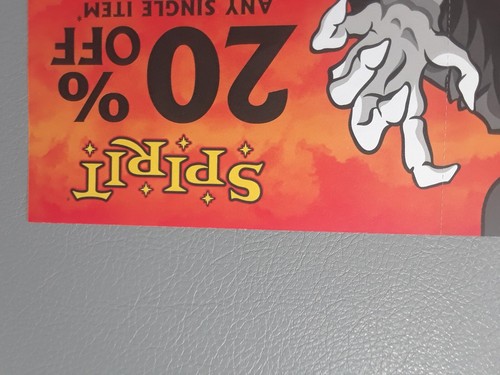 SPIRIT
20% OFF
ANY SINGLE ITEM*